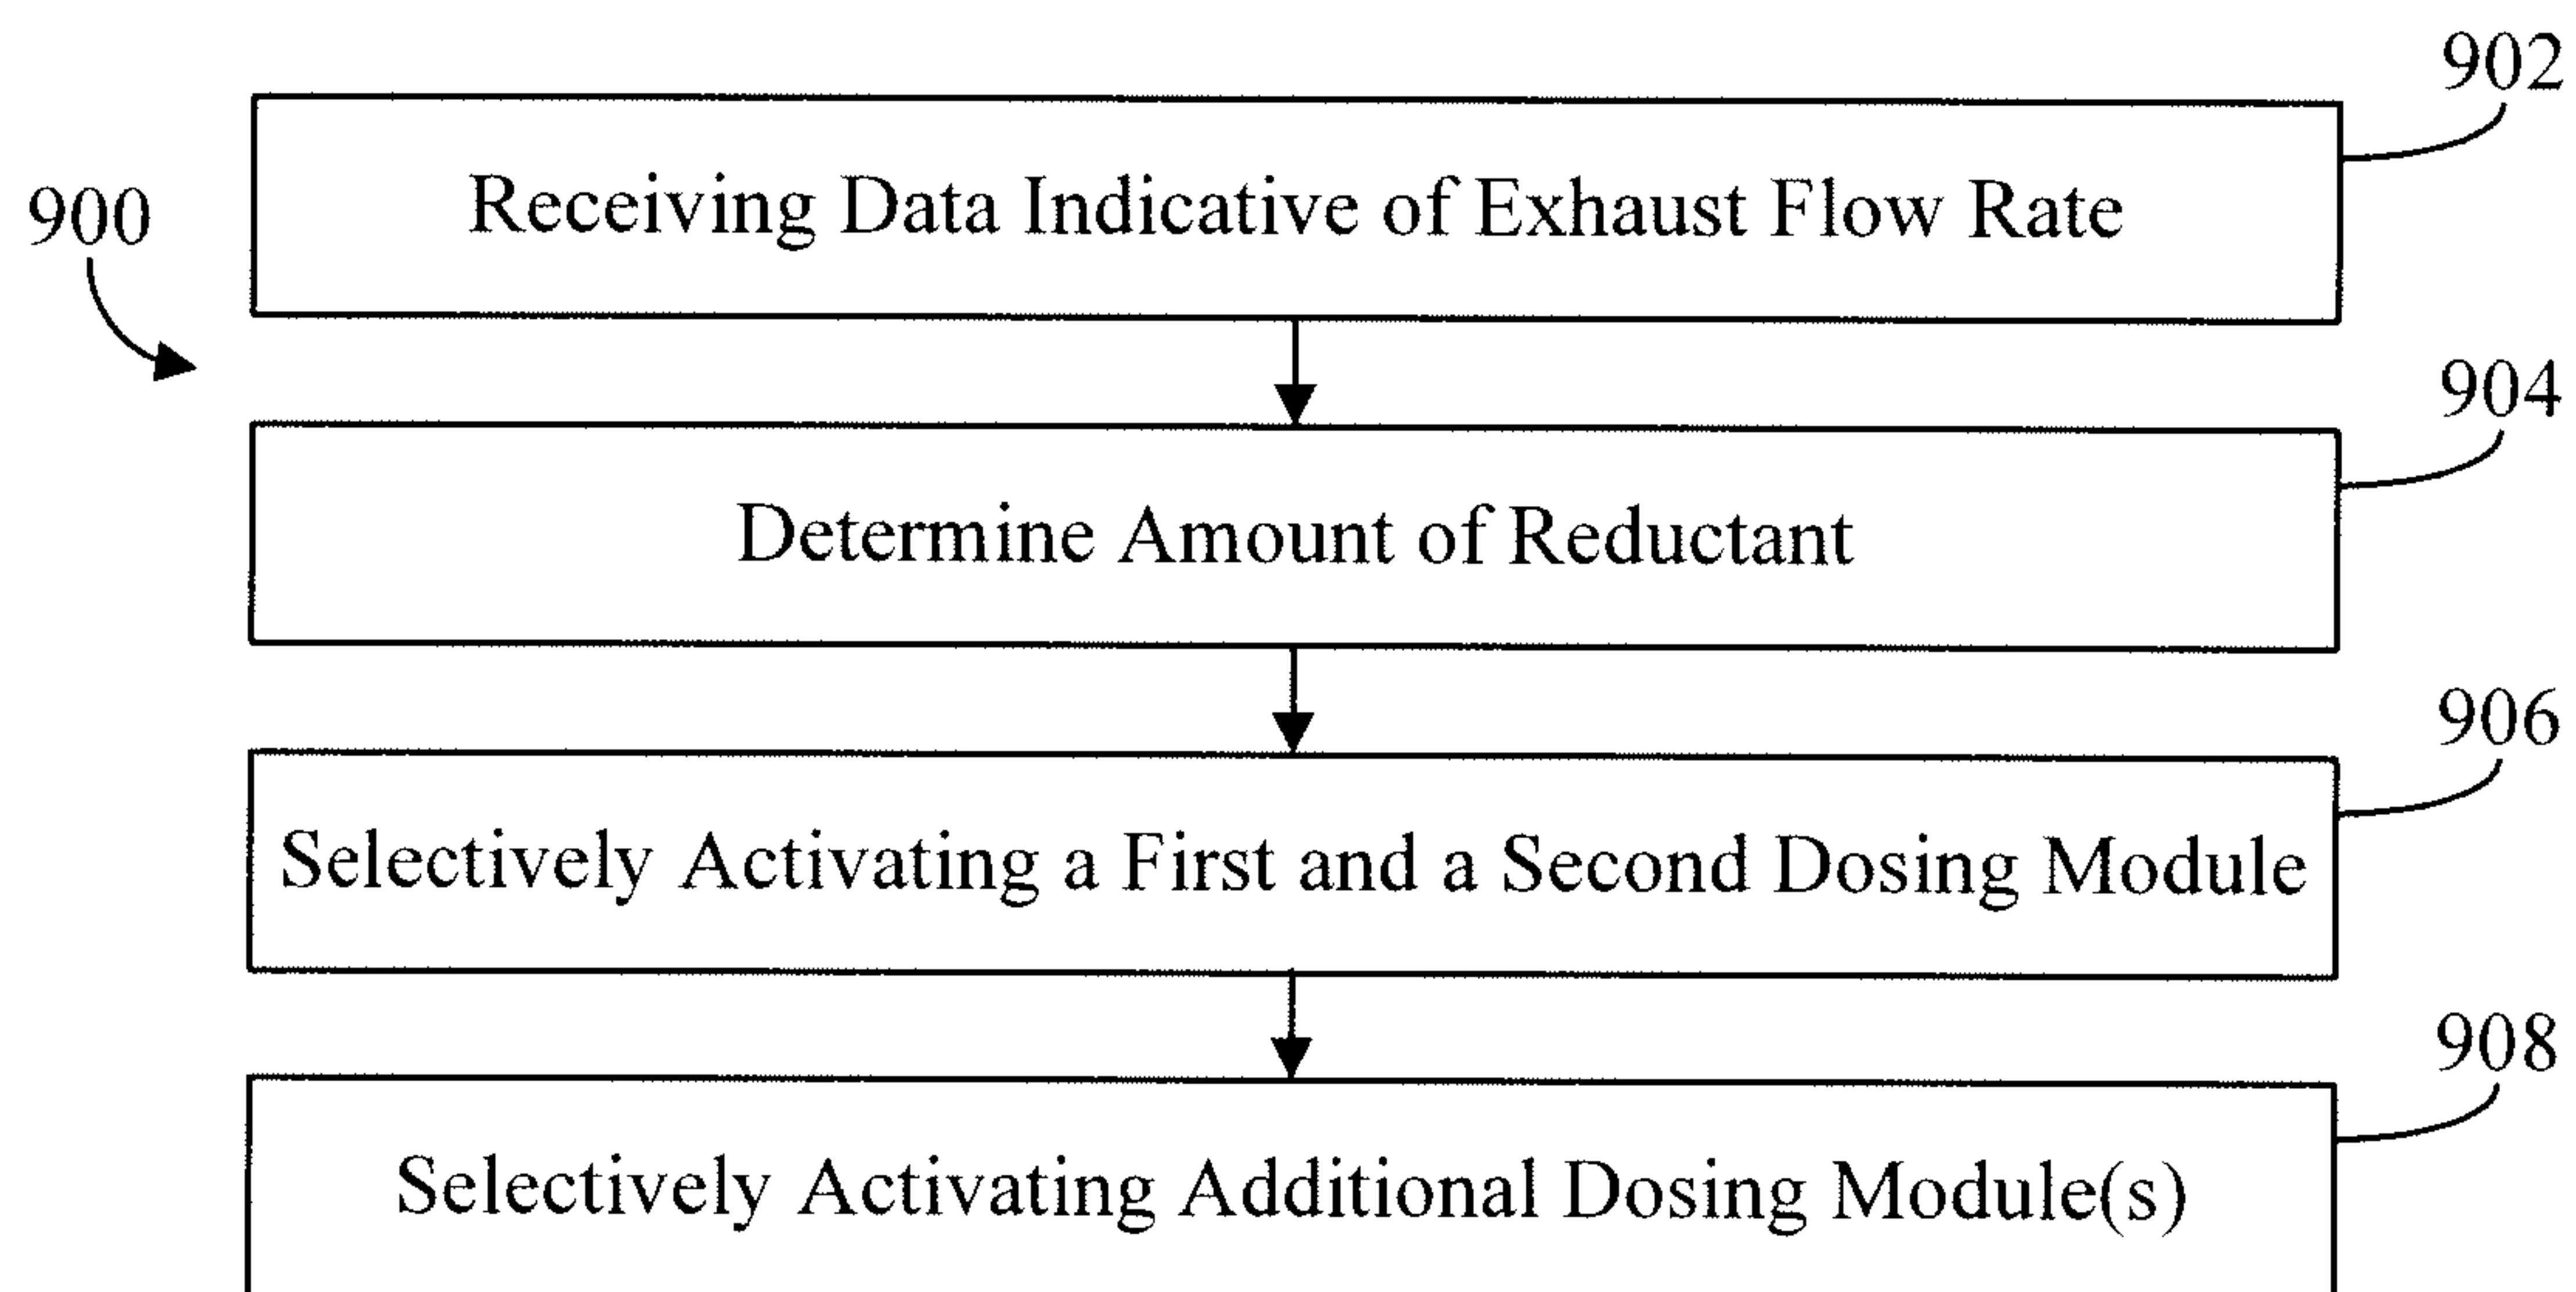 902
Receiving Data Indicative of Exhaust Flow Rate
900
904
Determine Amount of Reductant
906
Selectively Activating a First and a Second Dosing Module
908
Selectively Activating Additional Dosing Module(s)